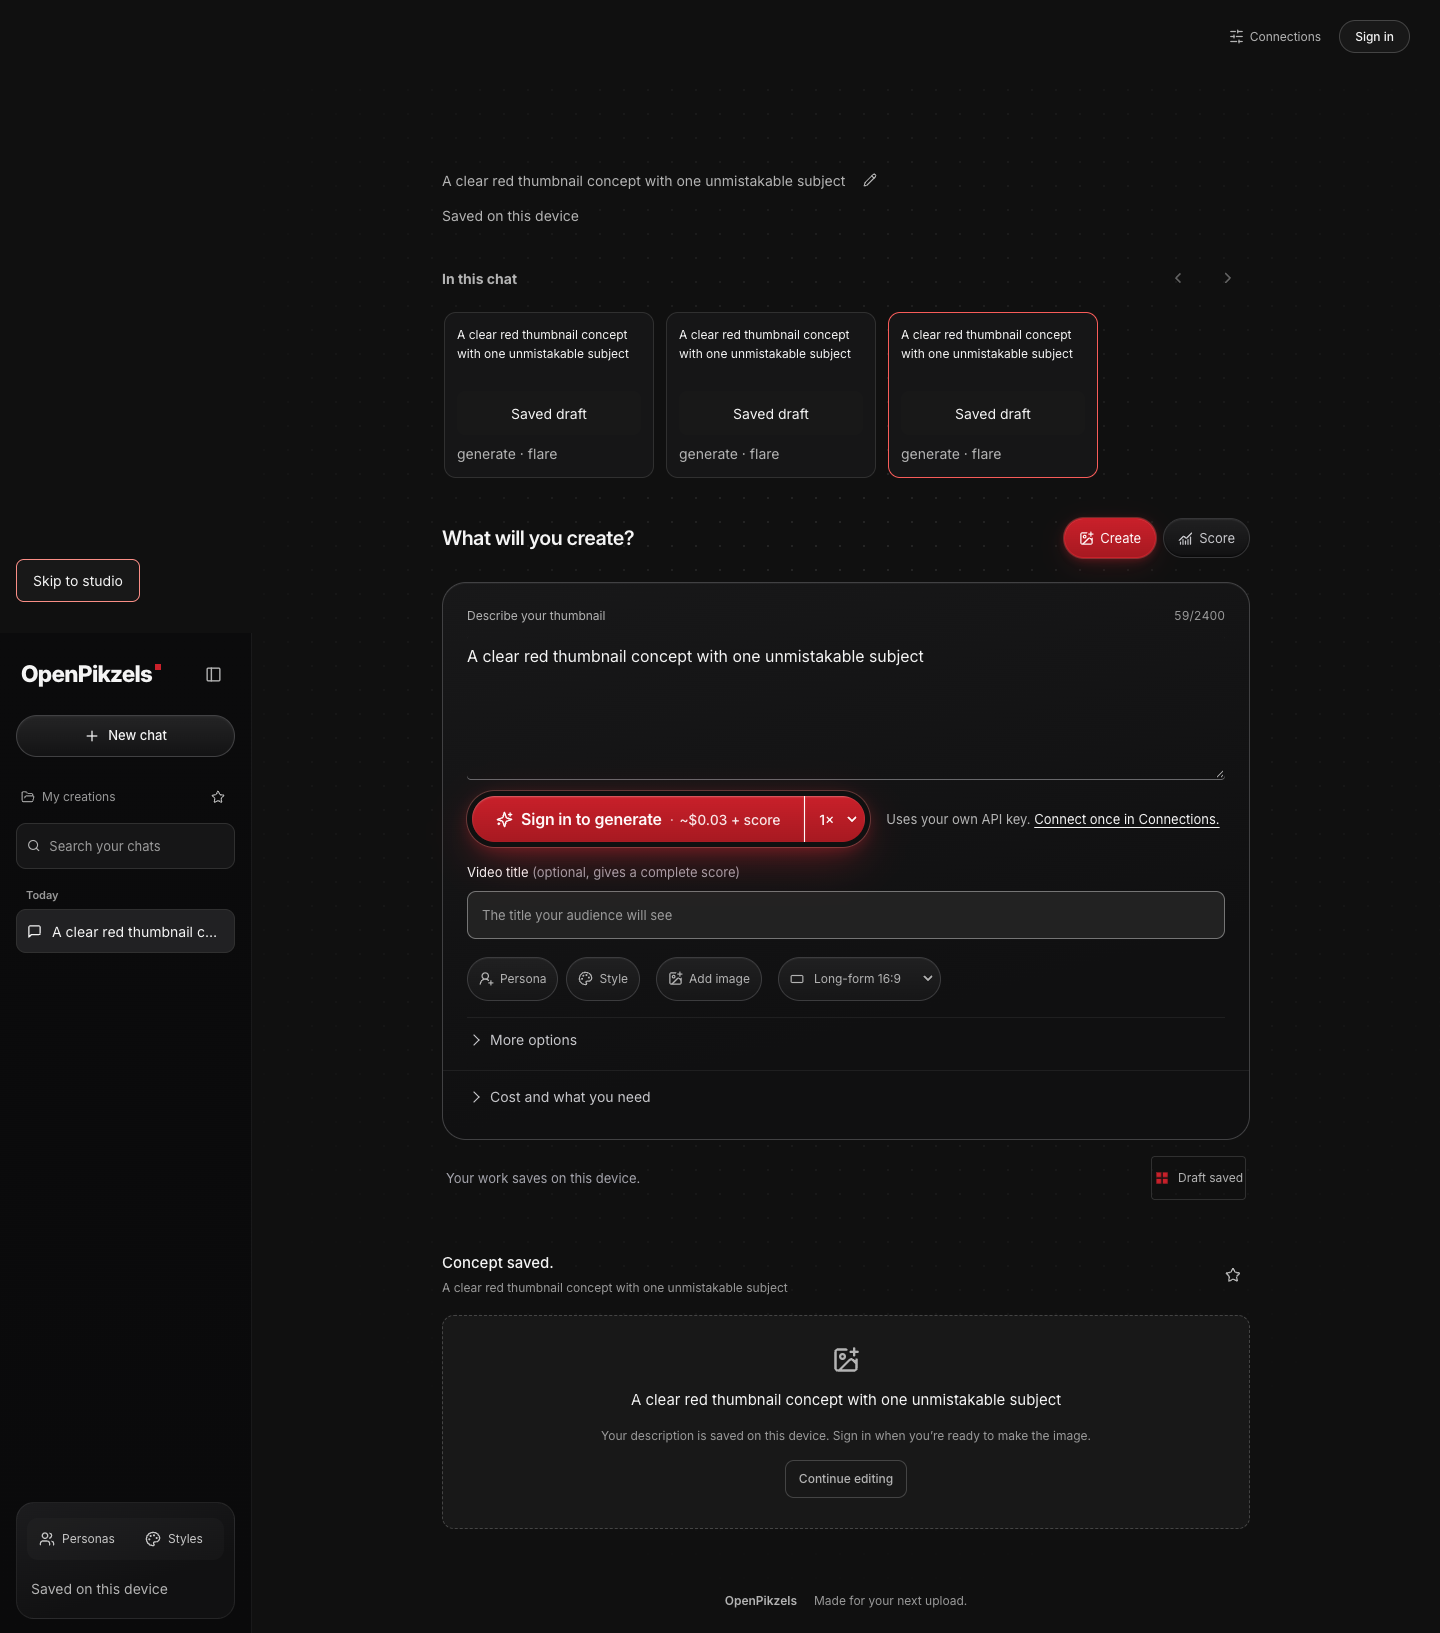 Connections
Sign in
A clear red thumbnail concept with one unmistakable subject
Saved on this device
In this chat
A clear red thumbnail concept
with one unmistakable subject
Saved draft
generate · flare
A clear red thumbnail concept
with one unmistakable subject
Saved draft
generate · flare
A clear red thumbnail concept
with one unmistakable subject
Saved draft
generate · flare
What will you create?
Create
Score
Skip to studio
OpenPikzels
New chat
My creations
Search your chats
Today
A clear red thumbnail c...
Describe your thumbnail
59/2400
A clear red thumbnail concept with one unmistakable subject
Sign in to generate · ~$0.03 + score
1×
Uses your own API key. Connect once in Connections.
Video title (optional, gives a complete score)
The title your audience will see
Persona
Style
Add image
Long-form 16:9
More options
Cost and what you need
Your work saves on this device.
Draft saved
Concept saved.
A clear red thumbnail concept with one unmistakable subject
A clear red thumbnail concept with one unmistakable subject
Your description is saved on this device. Sign in when you’re ready to make the image.
Continue editing
Personas
Styles
Saved on this device
OpenPikzels
Made for your next upload.